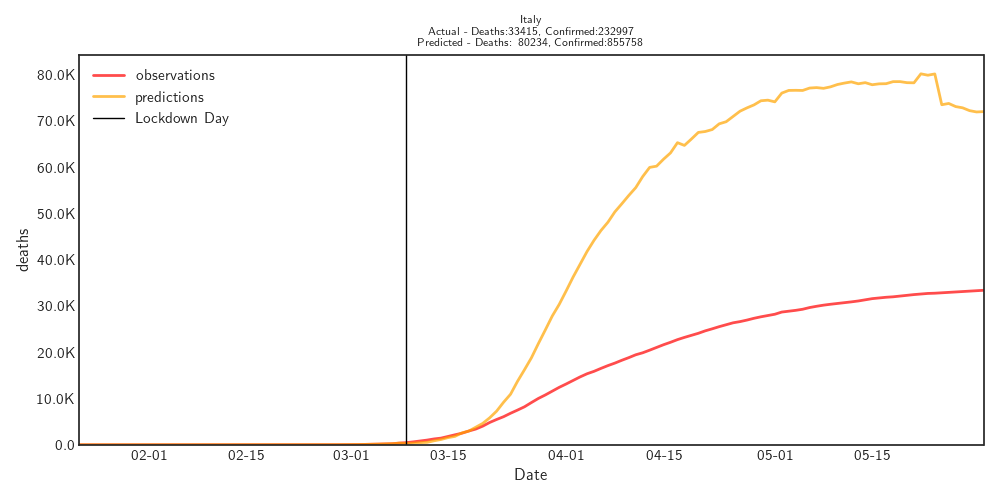 Italy
Actual - Deaths:33415, Confirmed:232997
Predicted - Deaths: 80234, Confirmed:855758
observations
predictions
Lockdown Day
80.0K
70.0K
60.0K
50.0K
40.0K
30.0K
20.0K
10.0K
0.0
deaths
02-01 02-15 03-01 03-15 04-01 04-15 05-01 05-15
Date